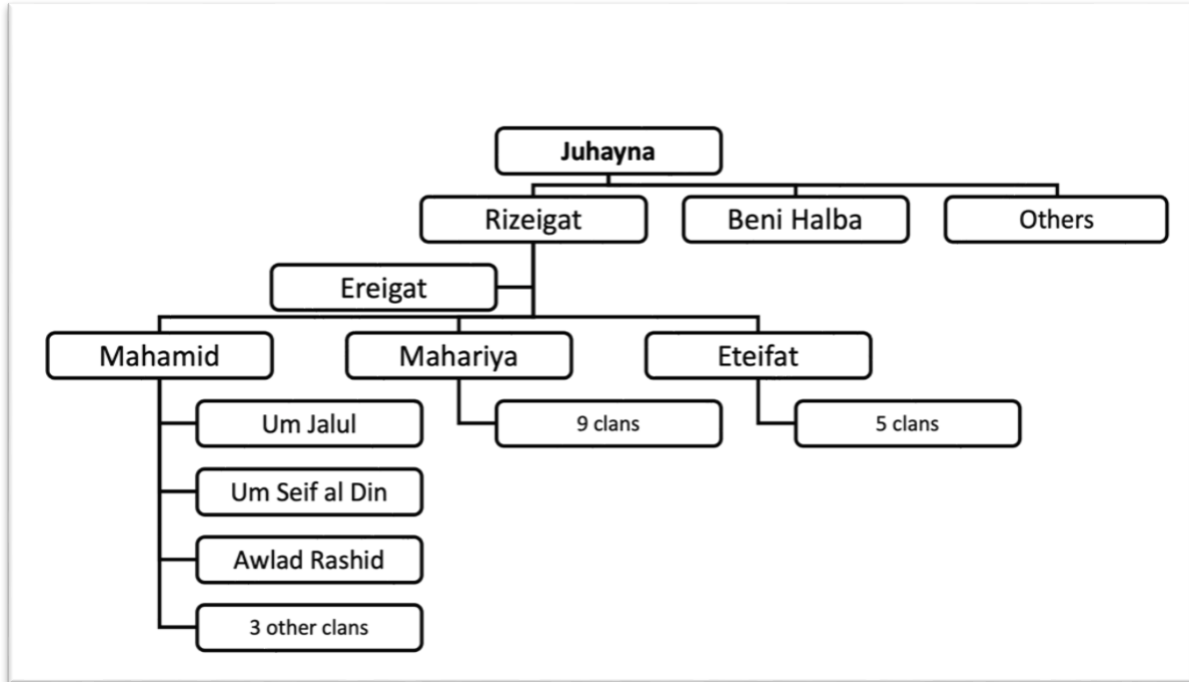 Juhayna
Rizeigat
Beni Halba
Others
Ereigat
Mahamid
Mahariya
Eteifat
Um Jalul
9 clans
5 clans
Um Seif al Din
Awlad Rashid
3 other clans